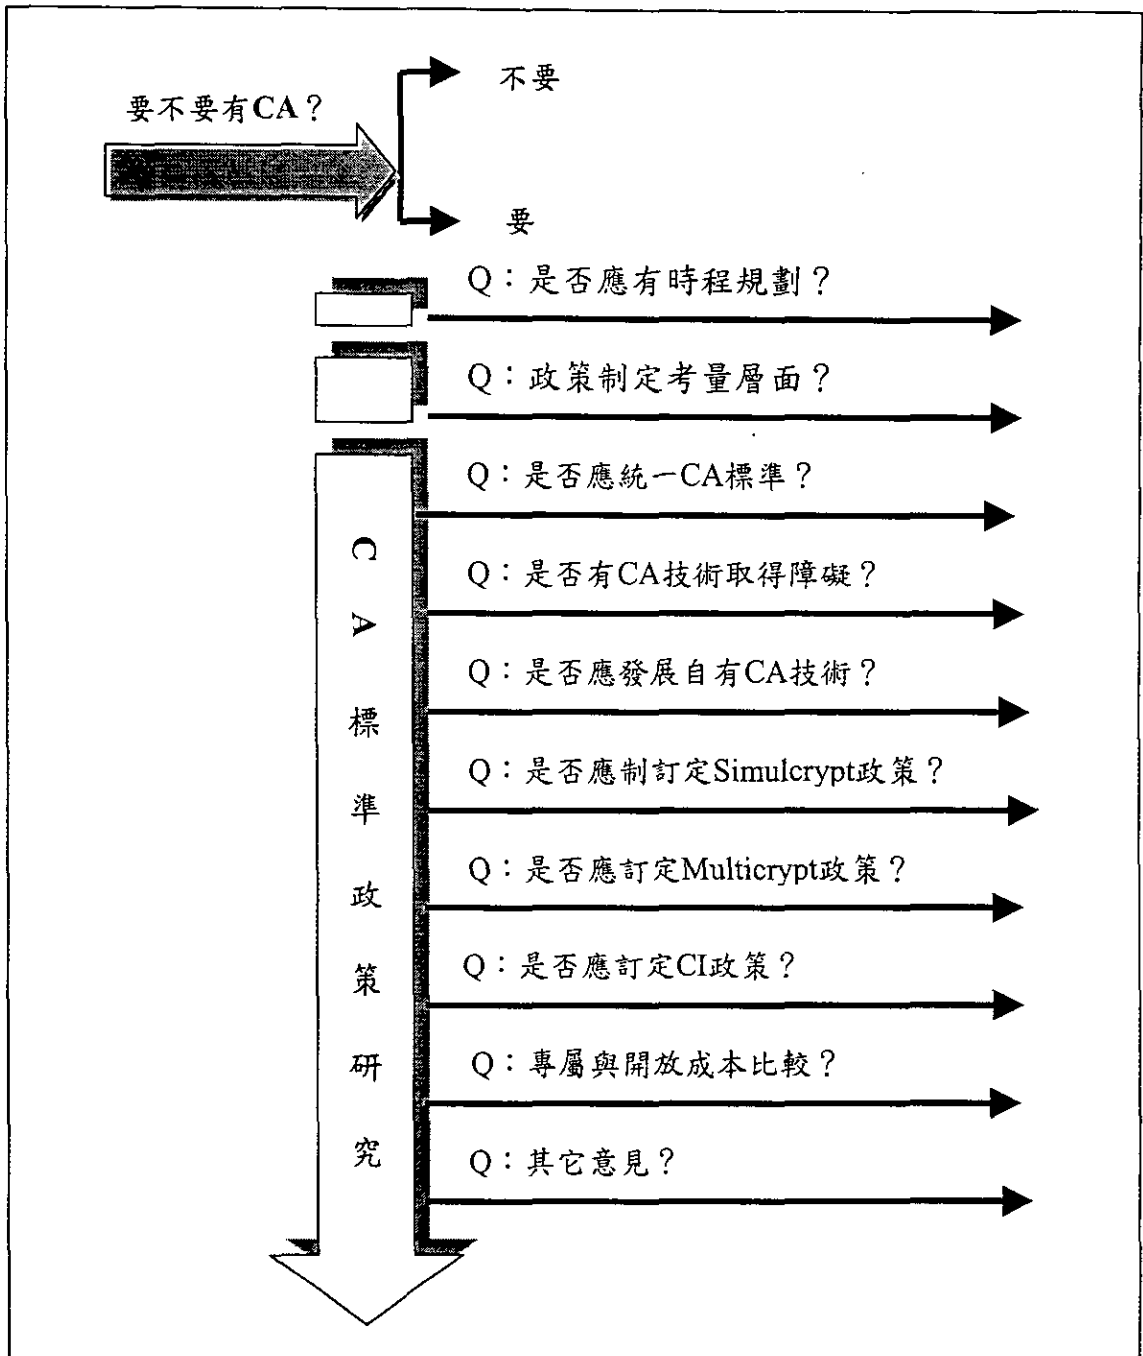 不要
要不要有CA？
要
Q：是否應有時程規劃？
Q：政策制定考量層面？
Q：是否應統一CA標準？
Q：是否有CA技術取得障礙？
Q：是否應發展自有CA技術？
Q：是否應制訂定Simulcrypt政策？
Q：是否應訂定Multicrypt政策？
Q：是否應訂定CI政策？
Q：專屬與開放成本比較？
Q：其它意見？
CA標準政策研究